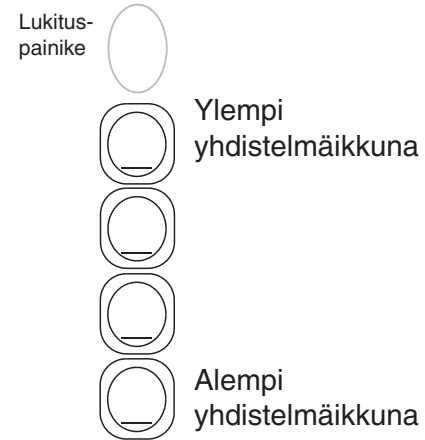 Lukitus-
painike
Ylempi
yhdistelmäikkuna
Alempi
yhdistelmäikkuna